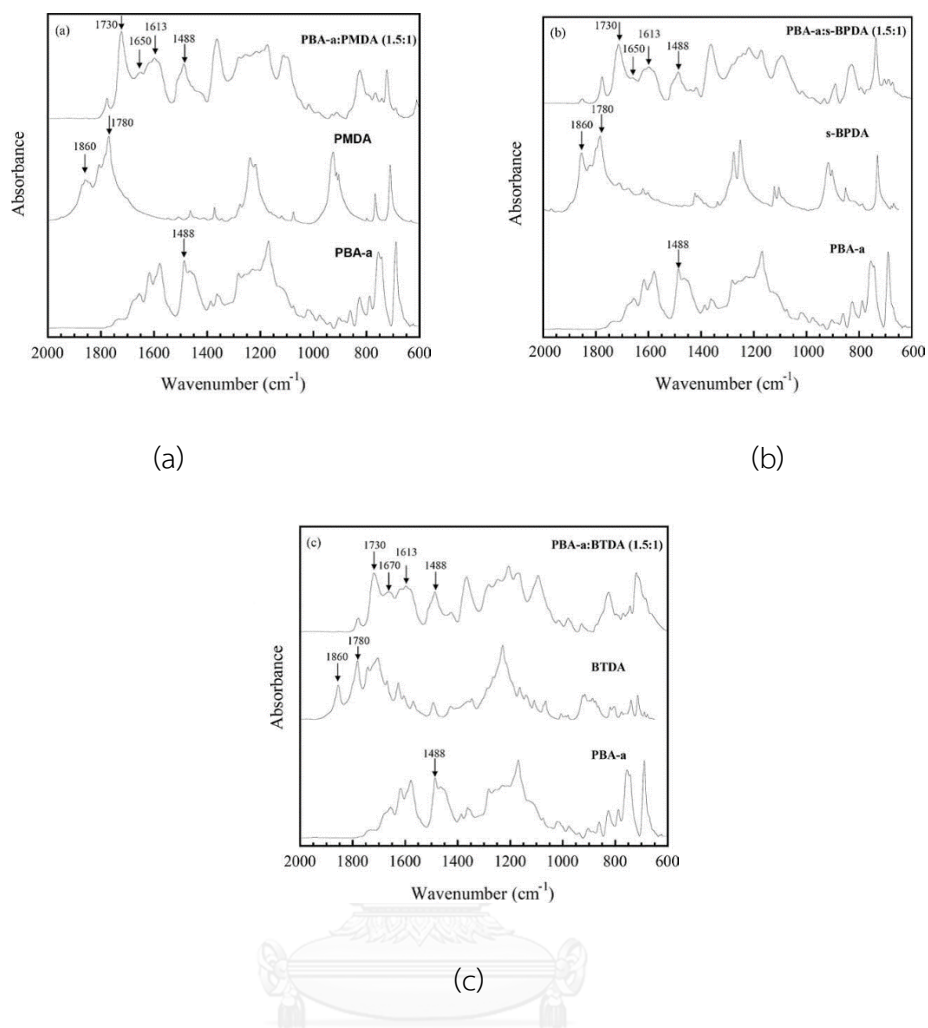 (a)
PBA-a:PMDA (1.5:1)
1730
1650
1613
1488
1860
1780
PMDA
1488
PBA-a
Absorbance
2000 1800 1600 1400 1200 1000 800 600
Wavenumber (cm⁻¹)
(a)
(b)
PBA-a:s-BPDA (1.5:1)
1730
1650
1613
1488
1860
1780
s-BPDA
1488
PBA-a
Absorbance
2000 1800 1600 1400 1200 1000 800 600
Wavenumber (cm⁻¹)
(b)
(c)
PBA-a:BTDA (1.5:1)
1730
1670
1613
1488
1860
1780
BTDA
1488
PBA-a
Absorbance
2000 1800 1600 1400 1200 1000 800 600
Wavenumber (cm⁻¹)
(c)